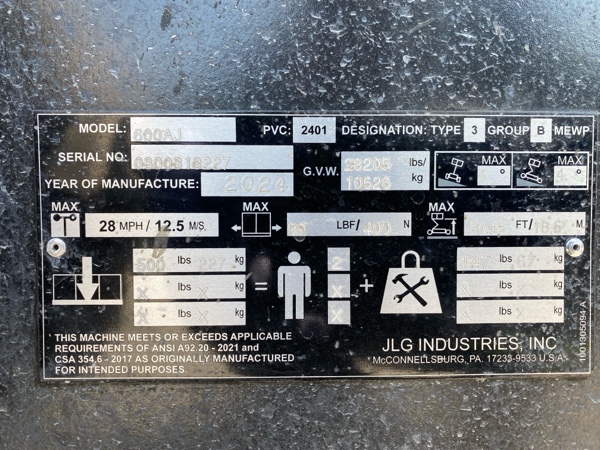 MODEL: 600AJ PVC: 2401 DESIGNATION: TYPE 3 GROUP B MEWP
SERIAL NO: 0300318227
YEAR OF MANUFACTURE: 2024 G.V.W. lbs/ kg
MAX ° MAX °
MAX 28 MPH / 12.5 M/S. MAX LBF/ N MAX FT/ M
500 lbs 227 kg = 2 + lbs kg
X lbs X kg X lbs kg
X lbs X kg X lbs kg
THIS MACHINE MEETS OR EXCEEDS APPLICABLE
REQUIREMENTS OF ANSI A92.20 - 2021 and
CSA 354.6 - 2017 AS ORIGINALLY MANUFACTURED
FOR INTENDED PURPOSES.
JLG INDUSTRIES, INC
McCONNELLSBURG, PA. 17233-9533 U.S.A.
1001305094-A